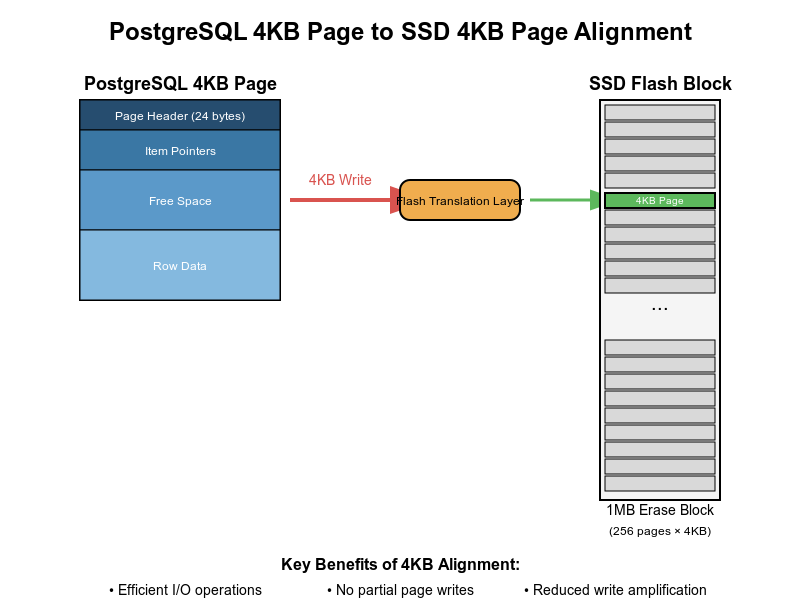 PostgreSQL 4KB Page to SSD 4KB Page Alignment
PostgreSQL 4KB Page
Page Header (24 bytes)
Item Pointers
Free Space
Row Data
4KB Write
Flash Translation Layer
SSD Flash Block
4KB Page
...
1MB Erase Block
(256 pages × 4KB)
Key Benefits of 4KB Alignment:
• Efficient I/O operations
• No partial page writes
• Reduced write amplification